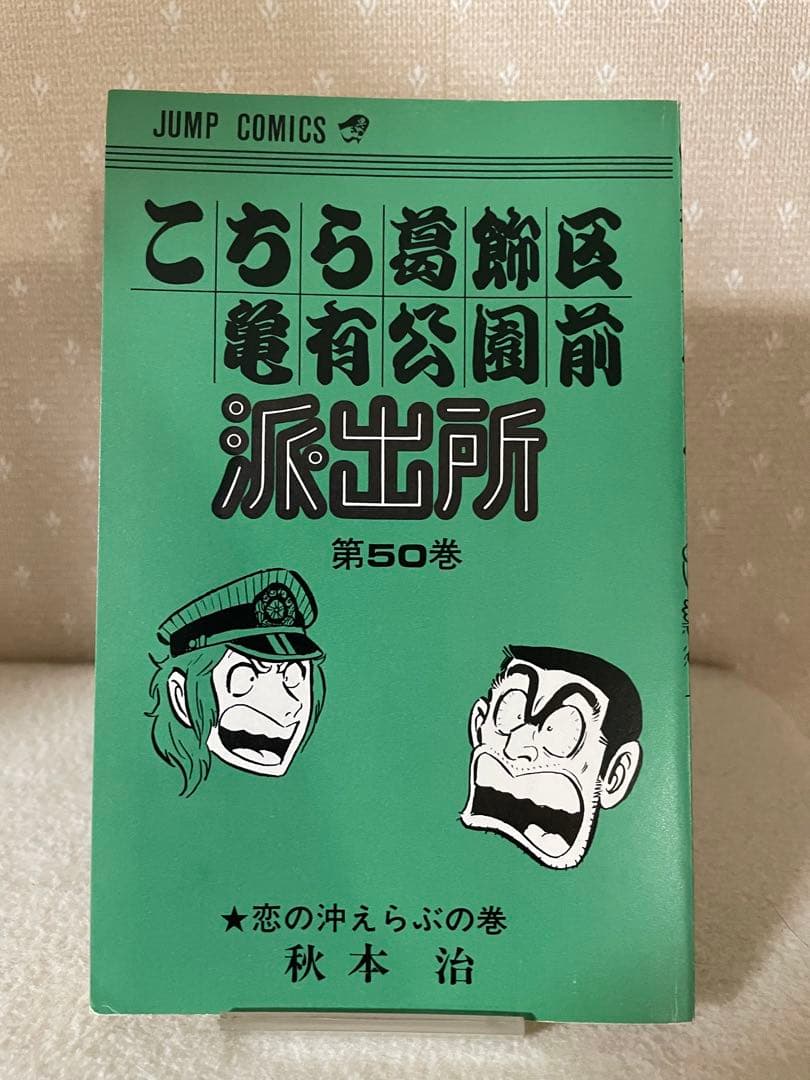 JUMP COMICS
こちら葛飾区
亀有公園前
派出所
第50巻
★恋の沖えらぶの巻
秋本 治